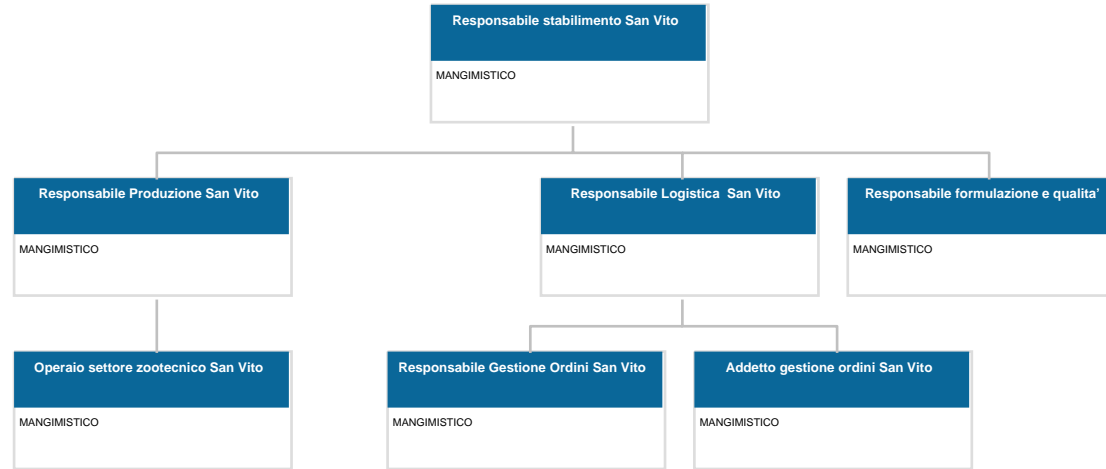 Responsabile stabilimento San Vito
MANGIMISTICO
Responsabile Produzione San Vito
MANGIMISTICO
Responsabile Logistica San Vito
MANGIMISTICO
Responsabile formulazione e qualita’
MANGIMISTICO
Operaio settore zootecnico San Vito
MANGIMISTICO
Responsabile Gestione Ordini San Vito
MANGIMISTICO
Addetto gestione ordini San Vito
MANGIMISTICO